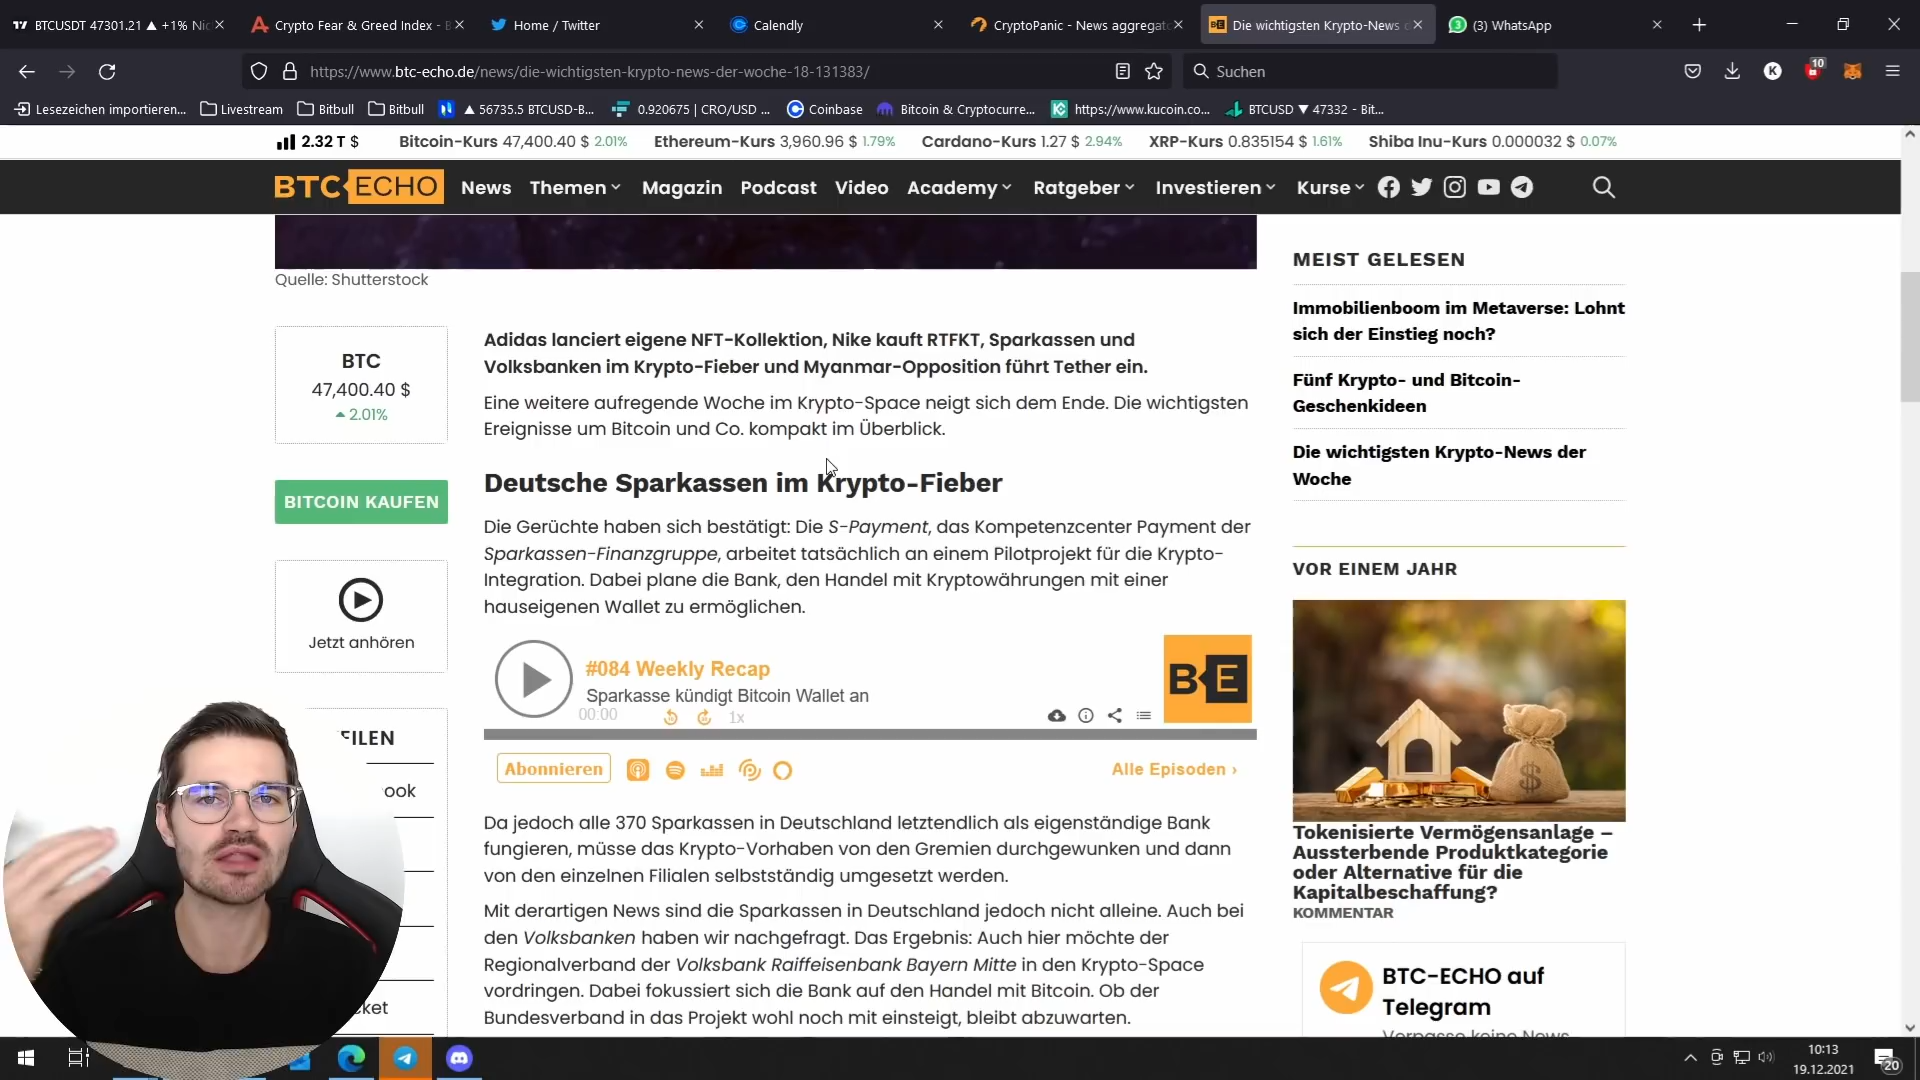 BTCUSDT 47301.21 ▲ +1% Nic
Crypto Fear & Greed Index - B
Home / Twitter
Calendly
CryptoPanic - News aggregato
Die wichtigsten Krypto-News d
(3) WhatsApp
https://www.btc-echo.de/news/die-wichtigsten-krypto-news-der-woche-18-131383/
Suchen
10
Lesezeichen importieren...
Livestream
Bitbull
Bitbull
▲ 56735.5 BTCUSD-B...
0.920675 | CRO/USD ...
Coinbase
Bitcoin & Cryptocurre...
https://www.kucoin.co...
BTCUSD ▼ 47332 - Bit...
2.32 T $
Bitcoin-Kurs 47,400.40 $ 2.01%
Ethereum-Kurs 3,960.96 $ 1.79%
Cardano-Kurs 1.27 $ 2.94%
XRP-Kurs 0.835154 $ 1.61%
Shiba Inu-Kurs 0.000032 $ 0.07%
BTC ECHO
News
Themen
Magazin
Podcast
Video
Academy
Ratgeber
Investieren
Kurse
Quelle: Shutterstock
BTC
47,400.40 $
2.01%
BITCOIN KAUFEN
Jetzt anhören
EILEN
ook
ket
Adidas lanciert eigene NFT-Kollektion, Nike kauft RTFKT, Sparkassen und
Volksbanken im Krypto-Fieber und Myanmar-Opposition führt Tether ein.
Eine weitere aufregende Woche im Krypto-Space neigt sich dem Ende. Die wichtigsten
Ereignisse um Bitcoin und Co. kompakt im Überblick.
Deutsche Sparkassen im Krypto-Fieber
Die Gerüchte haben sich bestätigt: Die S-Payment, das Kompetenzcenter Payment der
Sparkassen-Finanzgruppe, arbeitet tatsächlich an einem Pilotprojekt für die Krypto-
Integration. Dabei plane die Bank, den Handel mit Kryptowährungen mit einer
hauseigenen Wallet zu ermöglichen.
#084 Weekly Recap
Sparkasse kündigt Bitcoin Wallet an
00:00
1x
B E
Abonnieren
Alle Episoden ›
Da jedoch alle 370 Sparkassen in Deutschland letztendlich als eigenständige Bank
fungieren, müsse das Krypto-Vorhaben von den Gremien durchgewunken und dann
von den einzelnen Filialen selbstständig umgesetzt werden.
Mit derartigen News sind die Sparkassen in Deutschland jedoch nicht alleine. Auch bei
den Volksbanken haben wir nachgefragt. Das Ergebnis: Auch hier möchte der
Regionalverband der Volksbank Raiffeisenbank Bayern Mitte in den Krypto-Space
vordringen. Dabei fokussiert sich die Bank auf den Handel mit Bitcoin. Ob der
Bundesverband in das Projekt wohl noch mit einsteigt, bleibt abzuwarten.
MEIST GELESEN
Immobilienboom im Metaverse: Lohnt
sich der Einstieg noch?
Fünf Krypto- und Bitcoin-
Geschenkideen
Die wichtigsten Krypto-News der
Woche
VOR EINEM JAHR
Tokenisierte Vermögensanlage –
Aussterbende Produktkategorie
oder Alternative für die
Kapitalbeschaffung?
KOMMENTAR
BTC-ECHO auf
Telegram
Verpasse keine News
10:13
19.12.2021
20